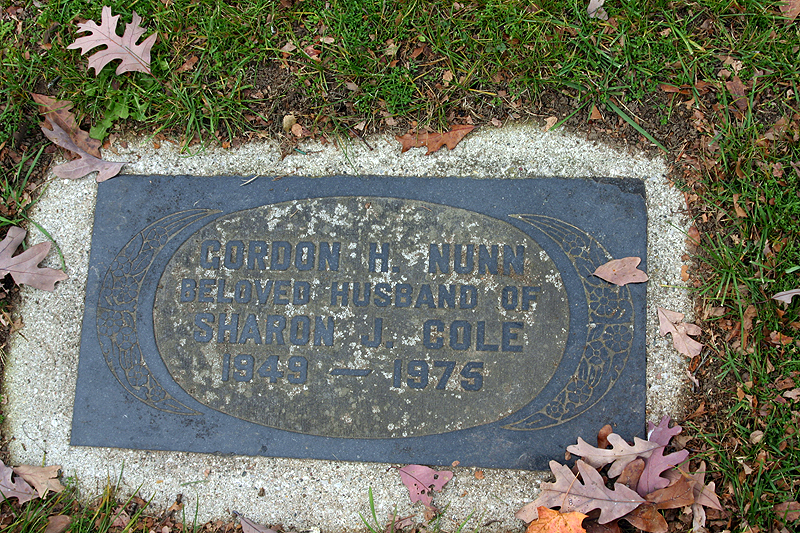 GORDON H. NUNN
BELOVED HUSBAND OF
SHARON J. COLE
1949 — 1975